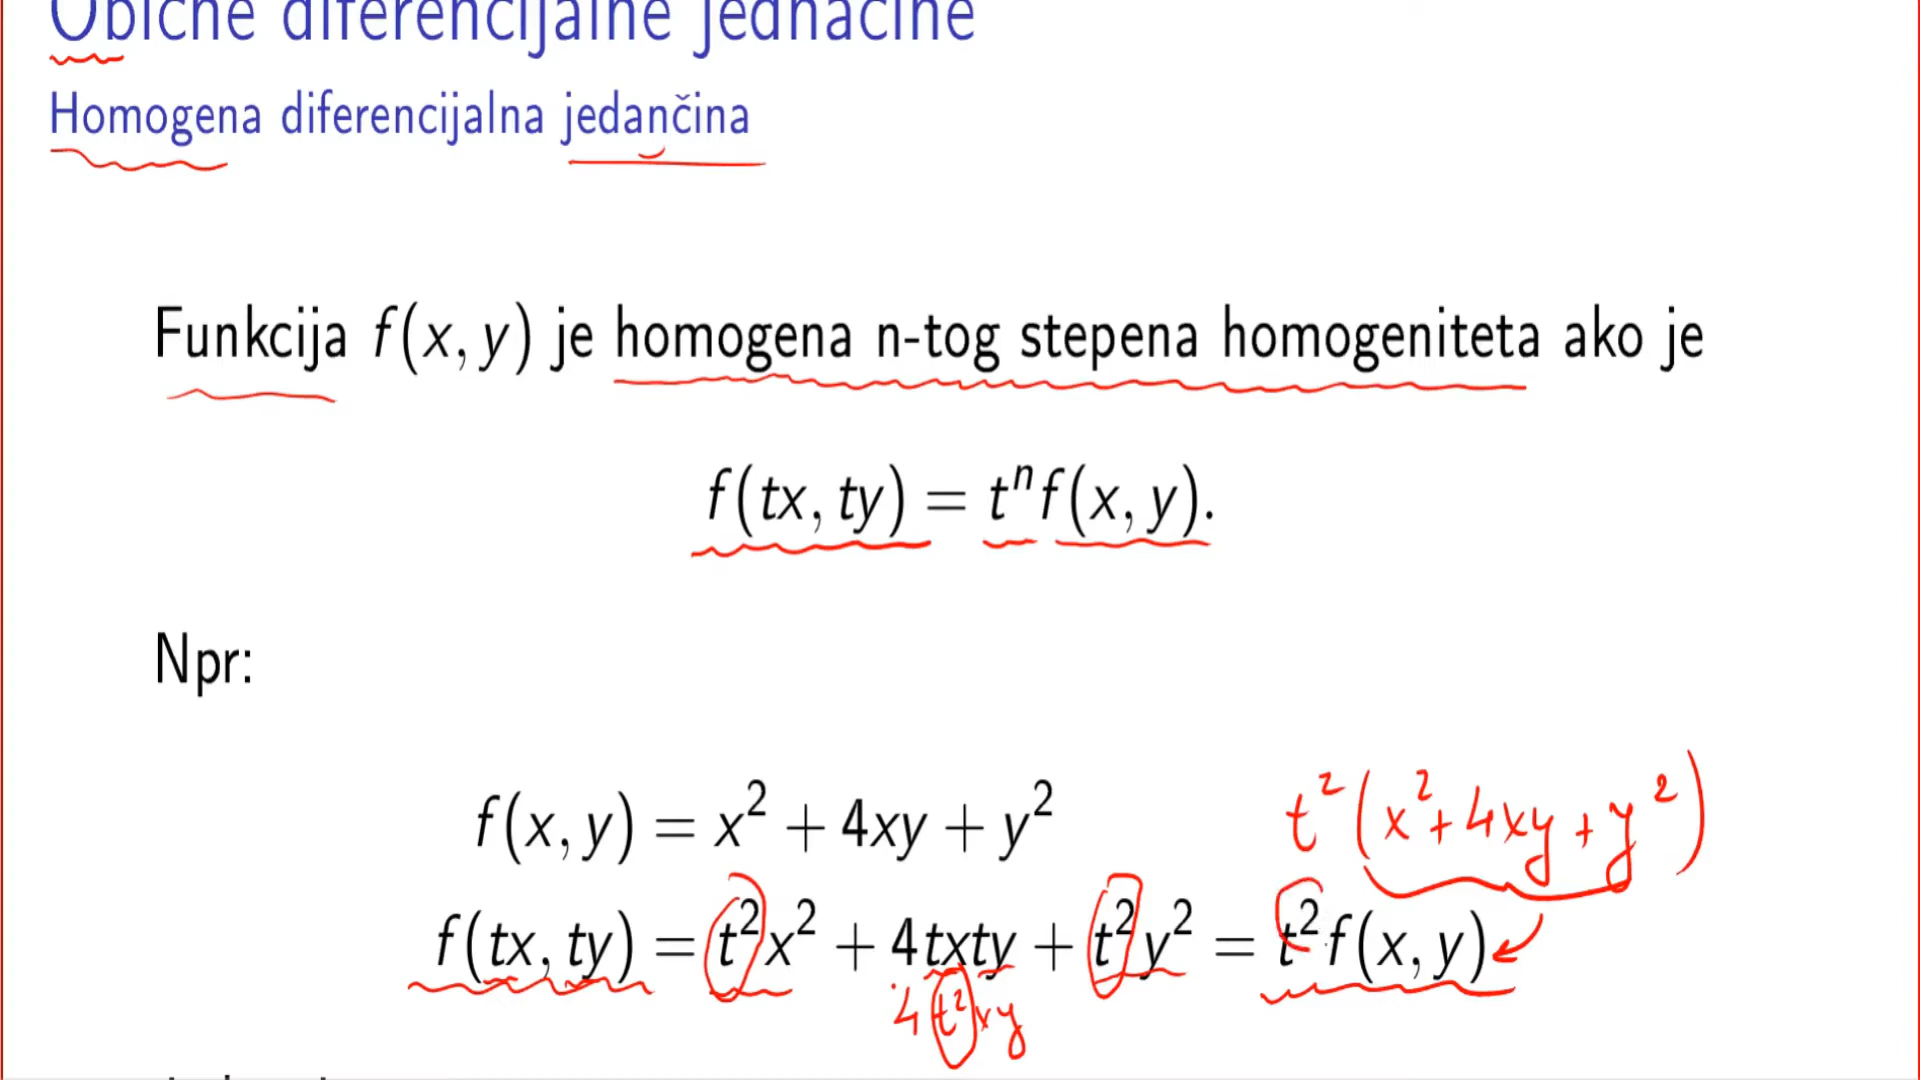 Obične diferencijalne jednačine
Homogena diferencijalna jedančina
Funkcija f(x, y) je homogena n-tog stepena homogeniteta ako je
f(tx, ty) = tⁿf(x, y).
Npr:
f(x, y) = x² + 4xy + y²
t²(x²+4xy+y²)
f(tx, ty) = t²x² + 4txty + t²y² = t²f(x, y)
4t²xy